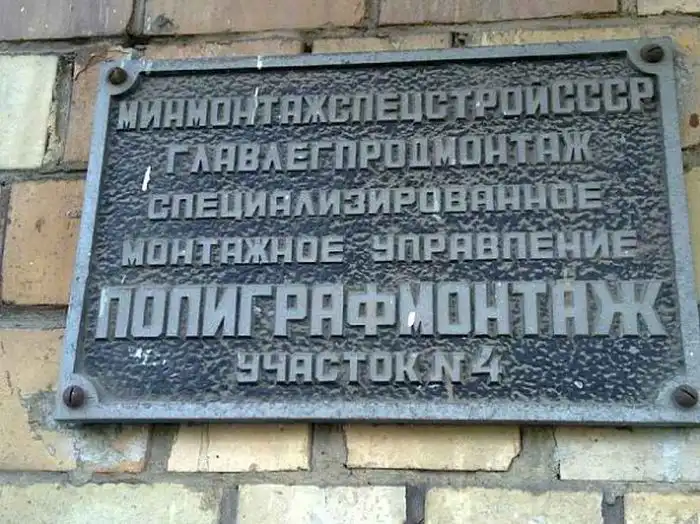 МИНМОНТАЖСПЕЦСТРОЙСССР
ГЛАВЛЕГПРОДМОНТАЖ
СПЕЦИАЛИЗИРОВАННОЕ
МОНТАЖНОЕ УПРАВЛЕНИЕ
ПОЛИГРАФМОНТАЖ
УЧАСТОК N 4